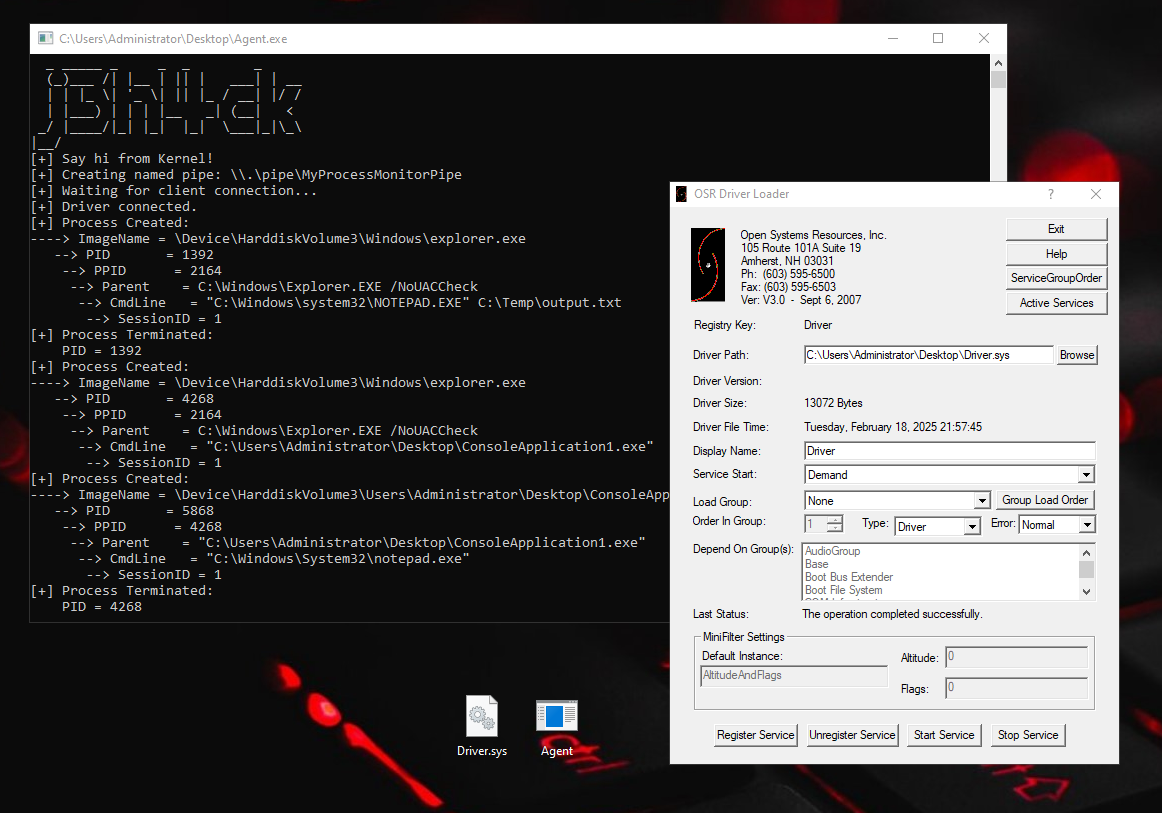 C:\Users\Administrator\Desktop\Agent.exe
[+] Say hi from Kernel!
[+] Creating named pipe: \\.\pipe\MyProcessMonitorPipe
[+] Waiting for client connection...
[+] Driver connected.
[+] Process Created:
----> ImageName = \Device\HarddiskVolume3\Windows\explorer.exe
--> PID = 1392
--> PPID = 2164
--> Parent = C:\Windows\Explorer.EXE /NoUACCheck
--> CmdLine = "C:\Windows\system32\NOTEPAD.EXE" C:\Temp\output.txt
--> SessionID = 1
[+] Process Terminated:
PID = 1392
[+] Process Created:
----> ImageName = \Device\HarddiskVolume3\Windows\explorer.exe
--> PID = 4268
--> PPID = 2164
--> Parent = C:\Windows\Explorer.EXE /NoUACCheck
--> CmdLine = "C:\Users\Administrator\Desktop\ConsoleApplication1.exe"
--> SessionID = 1
[+] Process Created:
----> ImageName = \Device\HarddiskVolume3\Users\Administrator\Desktop\ConsoleApp
--> PID = 5868
--> PPID = 4268
--> Parent = "C:\Users\Administrator\Desktop\ConsoleApplication1.exe"
--> CmdLine = "C:\Windows\System32\notepad.exe"
--> SessionID = 1
[+] Process Terminated:
PID = 4268
OSR Driver Loader
?
Open Systems Resources, Inc.
105 Route 101A Suite 19
Amherst, NH 03031
Ph: (603) 595-6500
Fax: (603) 595-6503
Ver: V3.0 - Sept 6, 2007
Exit
Help
ServiceGroupOrder
Active Services
Registry Key: Driver
Driver Path: C:\Users\Administrator\Desktop\Driver.sys Browse
Driver Version:
Driver Size: 13072 Bytes
Driver File Time: Tuesday, February 18, 2025 21:57:45
Display Name: Driver
Service Start: Demand
Load Group: None Group Load Order
Order In Group: 1 Type: Driver Error: Normal
Depend On Group(s): AudioGroup
Base
Boot Bus Extender
Boot File System
Last Status: The operation completed successfully.
MiniFilter Settings
Default Instance:
AltitudeAndFlags
Altitude: 0
Flags: 0
Register Service Unregister Service Start Service Stop Service
Driver.sys
Agent